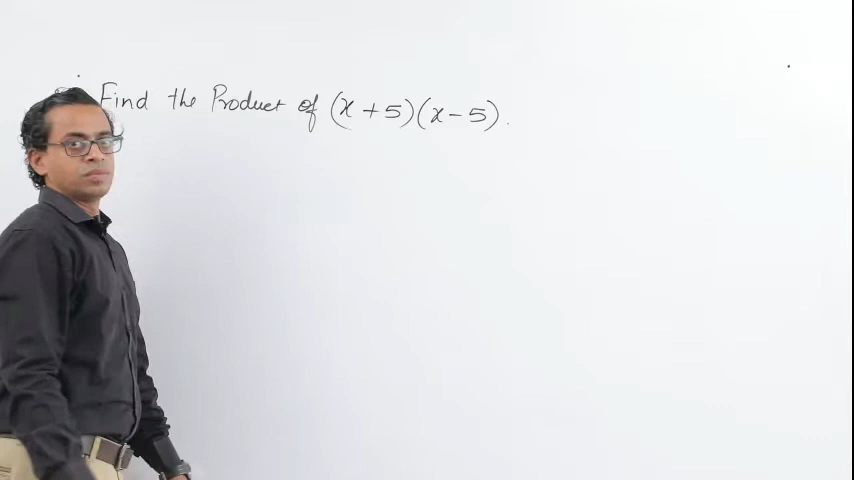 Find the Product of (x + 5)(x - 5).